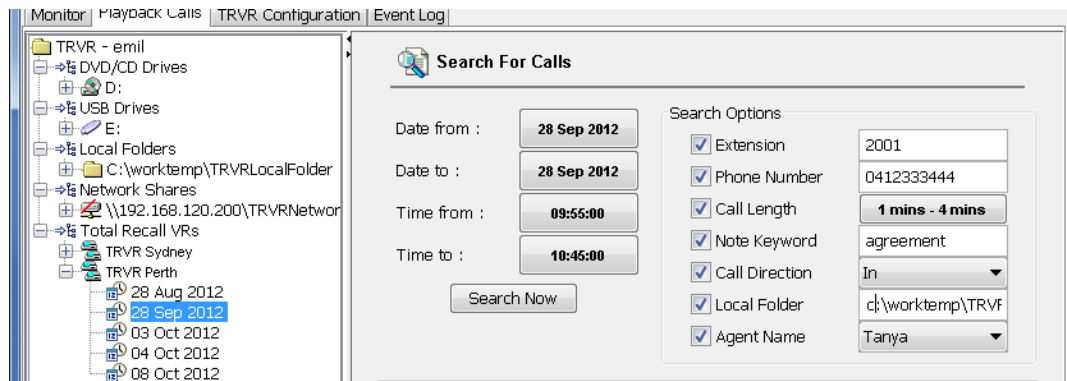 Monitor Playback Calls TRVR Configuration Event Log
TRVR - emil
DVD/CD Drives
D:
USB Drives
E:
Local Folders
C:\worktemp\TRVRLocalFolder
Network Shares
\\192.168.120.200\TRVRNetwor
Total Recall VRs
TRVR Sydney
TRVR Perth
28 Aug 2012
28 Sep 2012
03 Oct 2012
04 Oct 2012
08 Oct 2012
Search For Calls
Date from : 28 Sep 2012
Date to : 28 Sep 2012
Time from : 09:55:00
Time to : 10:45:00
Search Now
Search Options
Extension 2001
Phone Number 0412333444
Call Length 1 mins - 4 mins
Note Keyword agreement
Call Direction In
Local Folder c:\worktemp\TRVF
Agent Name Tanya